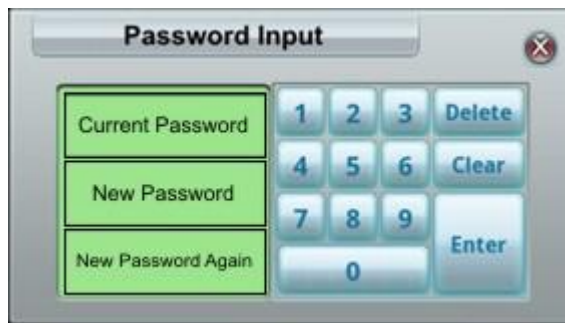 Password Input
Current Password
New Password
New Password Again
1 2 3 Delete
4 5 6 Clear
7 8 9
Enter
0